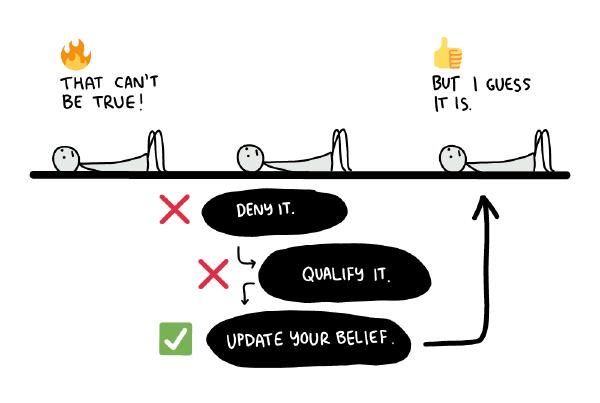 THAT CAN'T
BE TRUE!
BUT I GUESS
IT IS.
DENY IT.
QUALIFY IT.
UPDATE YOUR BELIEF.